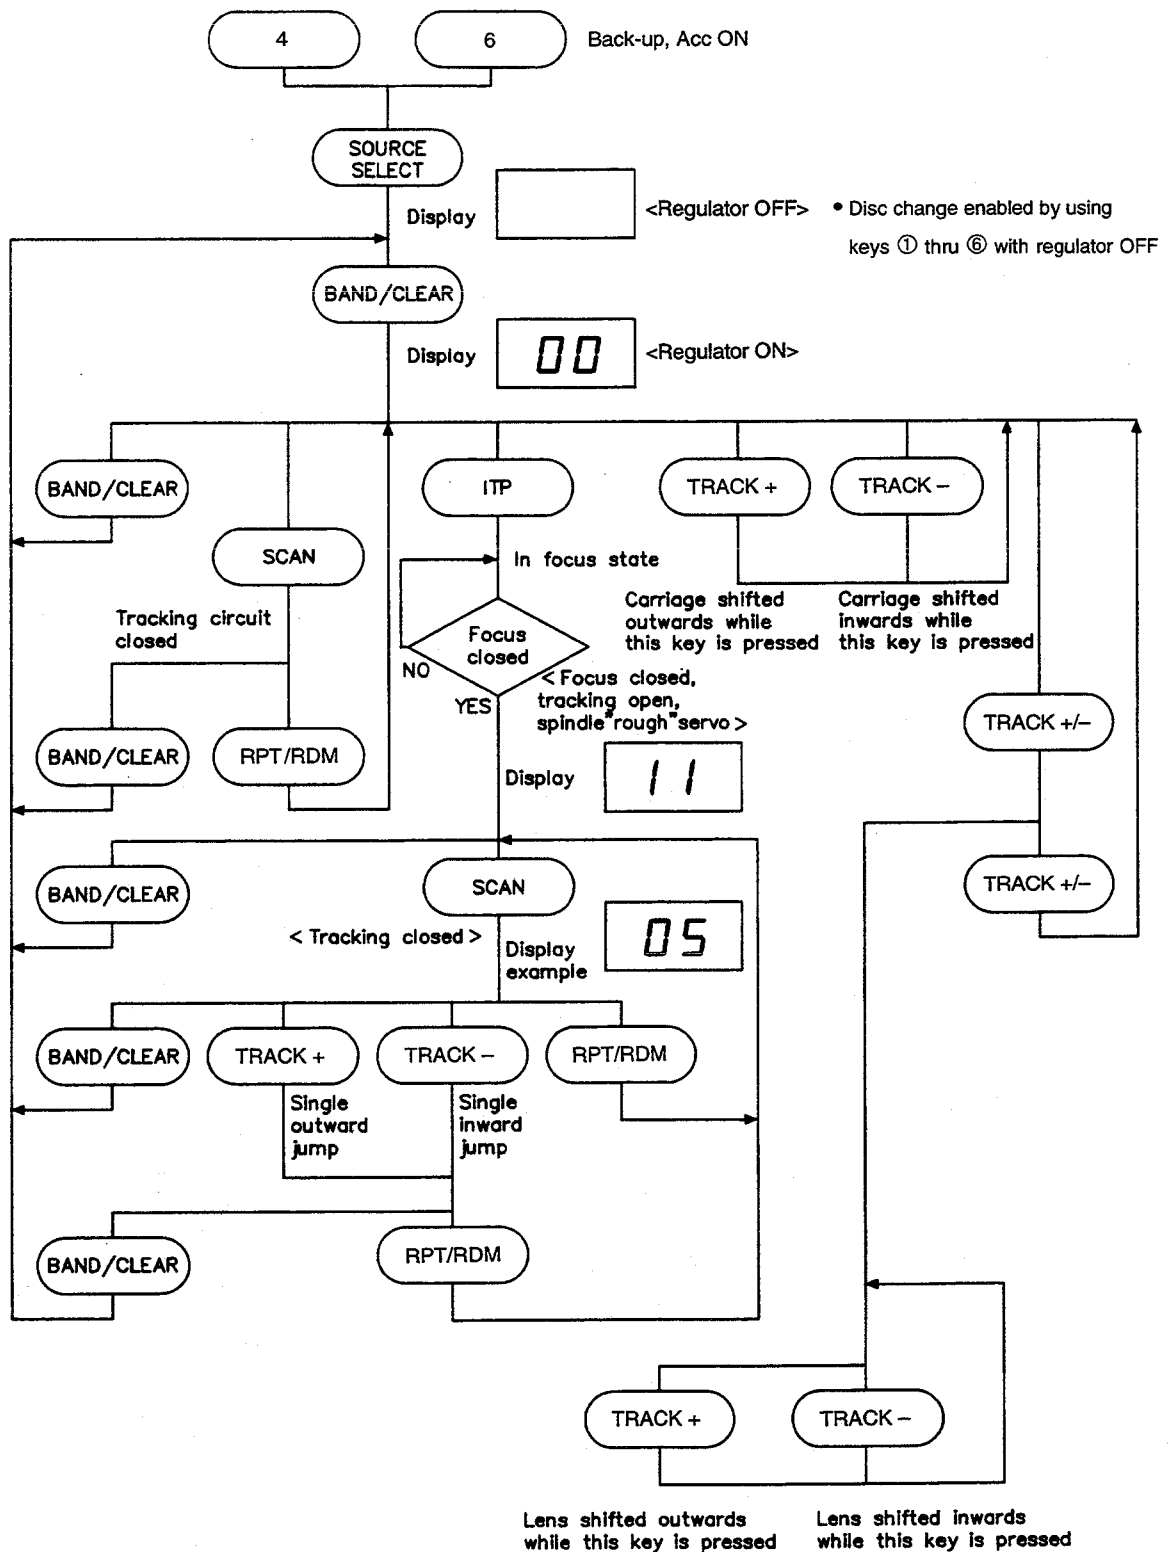 4
6
Back-up, Acc ON
SOURCE
SELECT
Display
<Regulator OFF>
• Disc change enabled by using
keys ① thru ⑥ with regulator OFF
BAND/CLEAR
Display
00
<Regulator ON>
BAND/CLEAR
ITP
TRACK +
TRACK –
SCAN
In focus state
Tracking circuit
closed
Focus
closed
NO
YES
Carriage shifted
outwards while
this key is pressed
Carriage shifted
inwards while
this key is pressed
< Focus closed,
tracking open,
spindle"rough"servo >
TRACK +/–
BAND/CLEAR
RPT/RDM
Display
11
BAND/CLEAR
SCAN
TRACK +/–
< Tracking closed >
Display
example
05
BAND/CLEAR
TRACK +
TRACK –
RPT/RDM
Single
outward
jump
Single
inward
jump
BAND/CLEAR
RPT/RDM
TRACK +
TRACK –
Lens shifted outwards
while this key is pressed
Lens shifted inwards
while this key is pressed